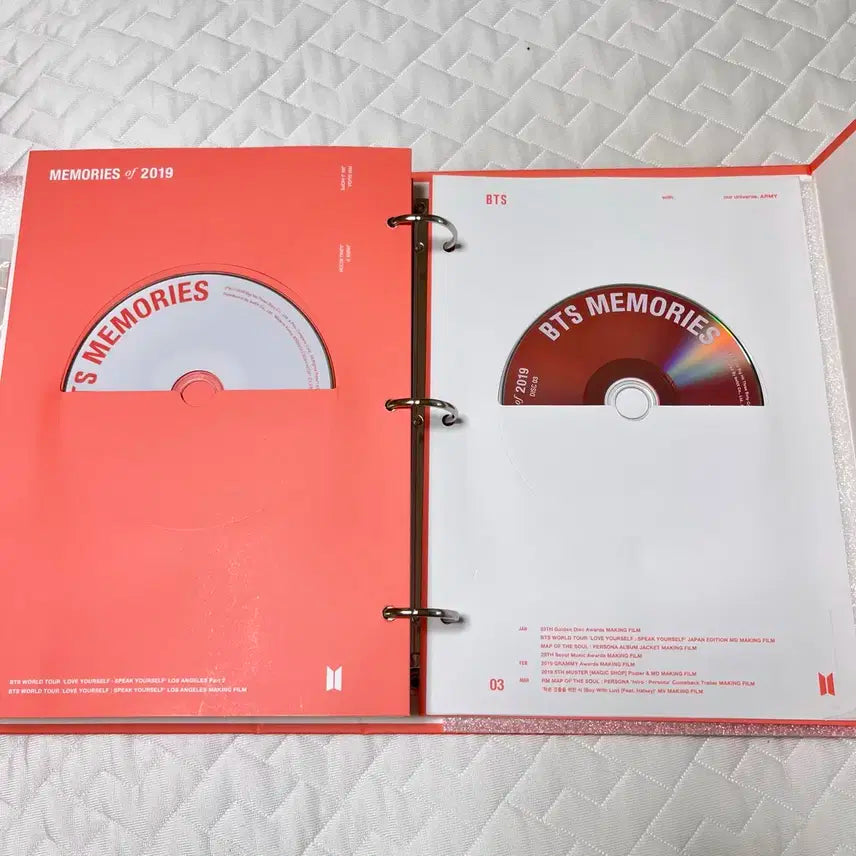 MEMORIES of 2019
TS MEMORIES
BTS WORLD TOUR 'LOVE YOURSELF : SPEAK YOURSELF' LOS ANGELES Part 2
BTS WORLD TOUR 'LOVE YOURSELF : SPEAK YOURSELF' LOS ANGELES MAKING FILM
BTS with our universe, ARMY
BTS MEMORIES
of 2019
DISC 03
JAN 33TH Golden Disc Awards MAKING FILM
BTS WORLD TOUR 'LOVE YOURSELF : SPEAK YOURSELF' JAPAN EDITION MD MAKING FILM
MAP OF THE SOUL : PERSONA ALBUM JACKET MAKING FILM
28TH Seoul Music Awards MAKING FILM
FEB 2019 GRAMMY Awards MAKING FILM
2019 5TH MUSTER [MAGIC SHOP] Poster & MD MAKING FILM
03 MAR RM MAP OF THE SOUL : PERSONA 'Intro : Persona' Comeback Trailer MAKING FILM
'작은 것들을 위한 시 (Boy With Luv) [Feat. Halsey]' MV MAKING FILM